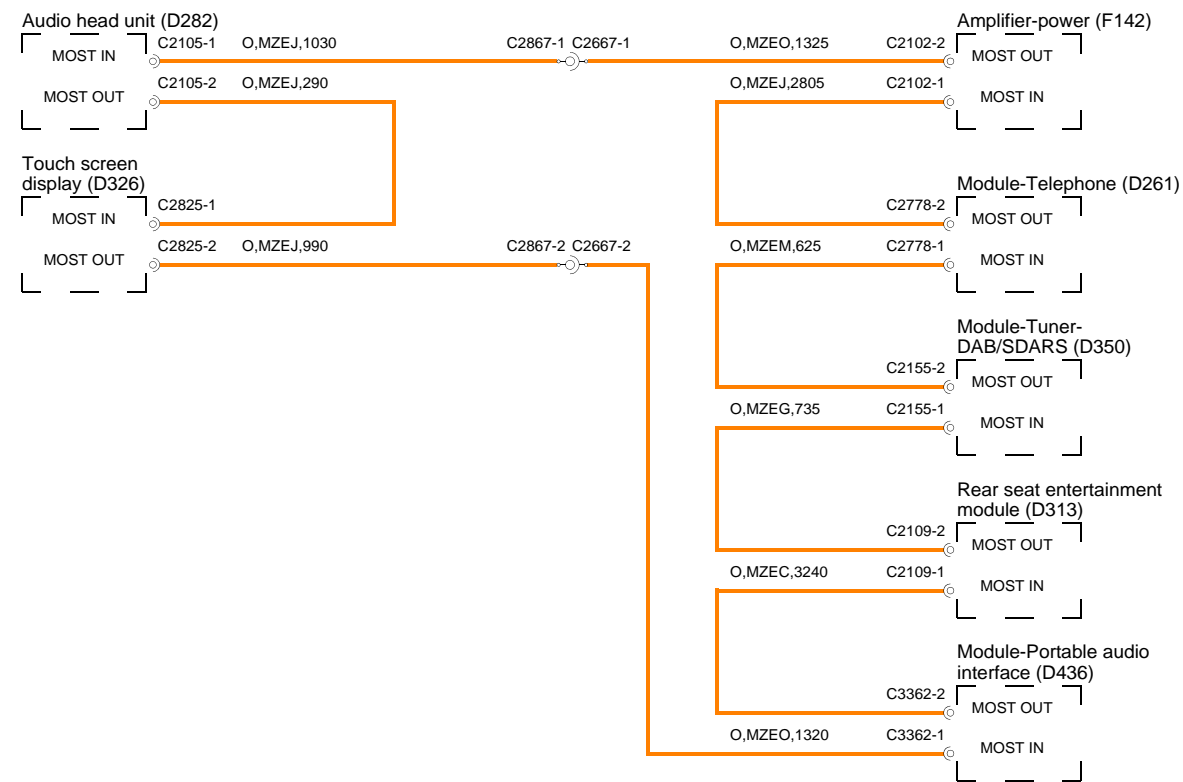 Audio head unit (D282)
MOST IN
C2105-1 O,MZEJ,1030 C2867-1 C2667-1 O,MZEO,1325 C2102-2
Amplifier-power (F142)
MOST OUT
MOST OUT
C2105-2 O,MZEJ,290
O,MZEJ,2805 C2102-1
MOST IN
Touch screen
display (D326)
MOST IN
C2825-1
Module-Telephone (D261)
C2778-2
MOST OUT
MOST OUT
C2825-2 O,MZEJ,990 C2867-2 C2667-2
O,MZEM,625 C2778-1
MOST IN
Module-Tuner-
DAB/SDARS (D350)
C2155-2
MOST OUT
O,MZEG,735 C2155-1
MOST IN
Rear seat entertainment
module (D313)
C2109-2
MOST OUT
O,MZEC,3240 C2109-1
MOST IN
Module-Portable audio
interface (D436)
C3362-2
MOST OUT
O,MZEO,1320 C3362-1
MOST IN